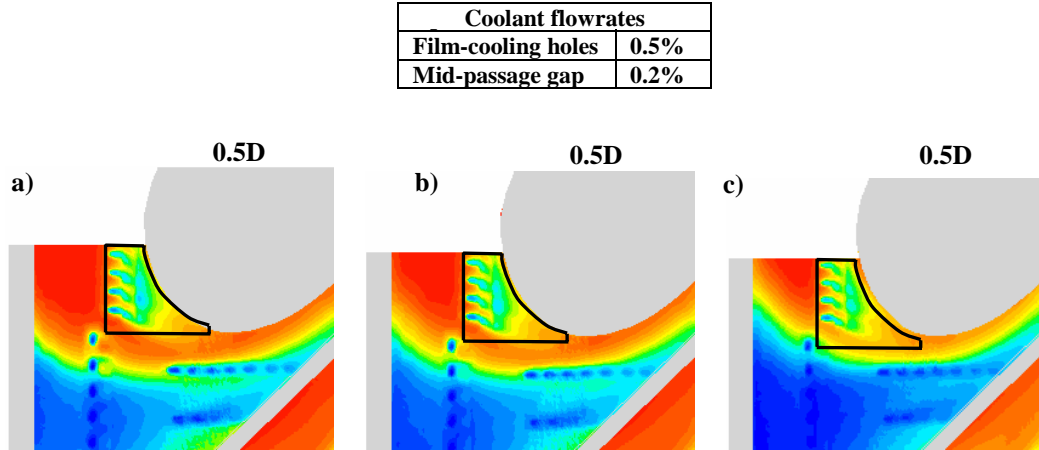 Coolant flowrates
Film-cooling holes 0.5%
Mid-passage gap 0.2%
0.5D 0.5D 0.5D
a) b) c)